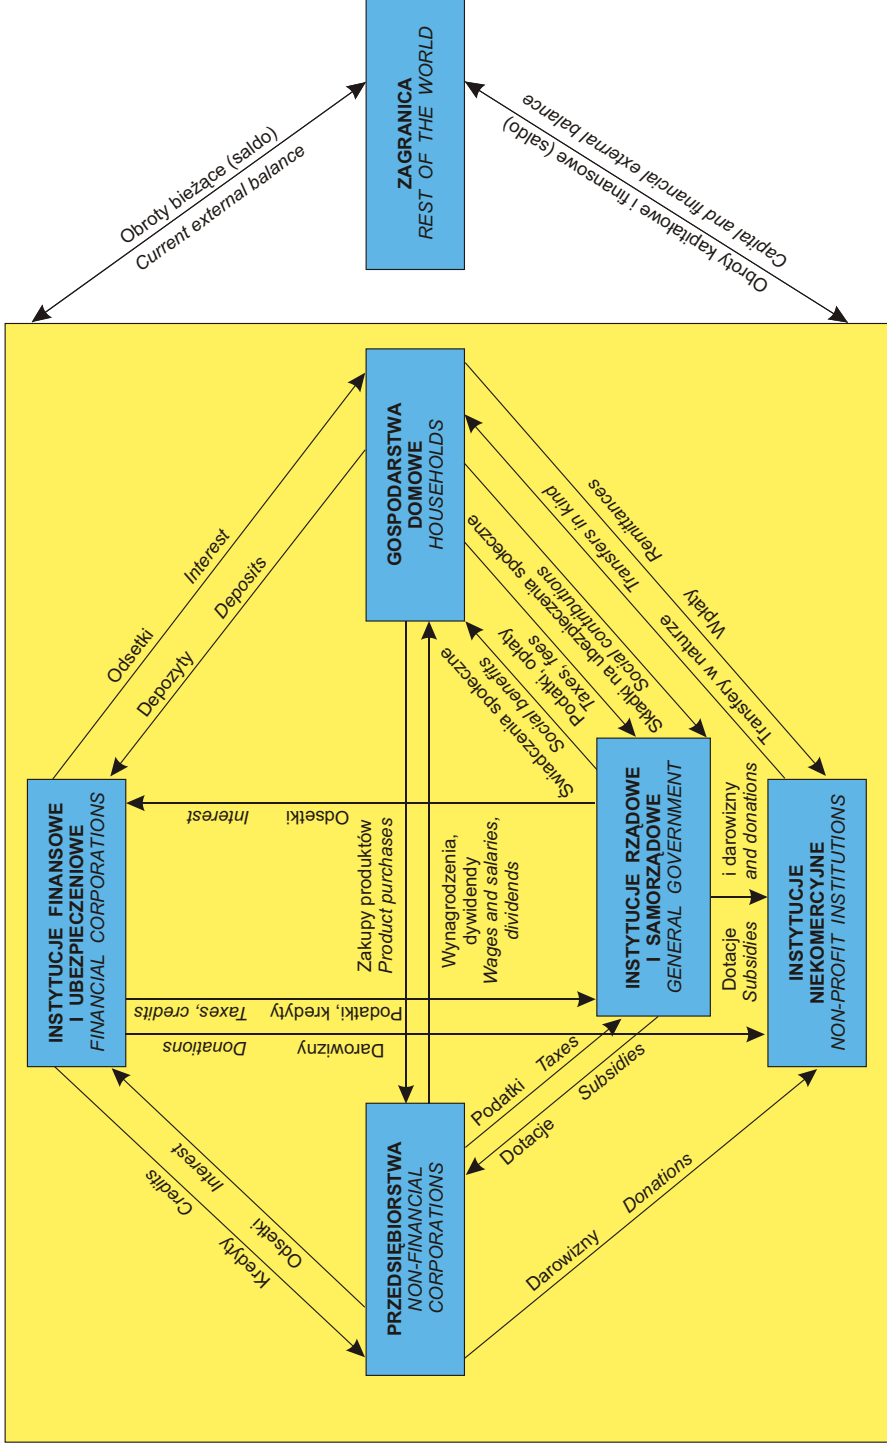 INSTYTUCJE FINANSOWE
I UBEZPIECZENIOWE
FINANCIAL CORPORATIONS
Kredyty
Credits
Odsetki
Interest
Odsetki
Interest
Depozyty
Deposits
Obroty bieżące (saldo)
Current external balance
Darowizny
Donations
Podatki, kredyty
Taxes, credits
Odsetki
Interest
PRZEDSIĘBIORSTWA
NON-FINANCIAL
CORPORATIONS
Zakupy produktów
Product purchases
Wynagrodzenia,
dywidendy
Wages and salaries,
dividends
GOSPODARSTWA
DOMOWE
HOUSEHOLDS
ZAGRANICA
REST OF THE WORLD
Podatki
Taxes
Dotacje
Subsidies
Świadczenia społeczne
Social benefits
Podatki, opłaty
Taxes, fees
Składki na ubezpieczenia społeczne
Social contributions
Transfery w naturze
Transfers in kind
Wpłaty
Remittances
Obroty kapitałowe i finansowe (saldo)
Capital and financial external balance
INSTYTUCJE RZĄDOWE
I SAMORZĄDOWE
GENERAL GOVERNMENT
Darowizny
Donations
Dotacje i darowizny
Subsidies and donations
INSTYTUCJE
NIEKOMERCYJNE
NON-PROFIT INSTITUTIONS